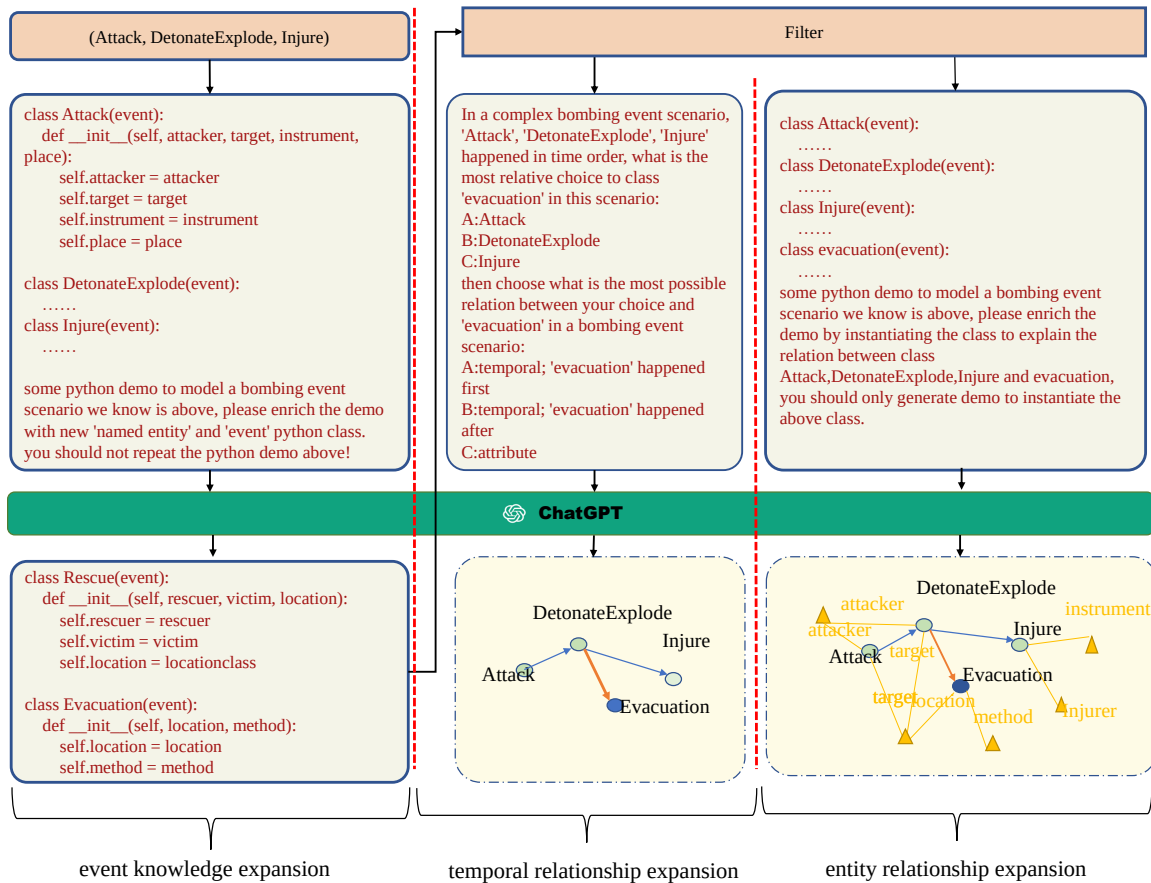 (Attack, DetonateExplode, Injure)
class Attack(event):
def __init__(self, attacker, target, instrument,
place):
self.attacker = attacker
self.target = target
self.instrument = instrument
self.place = place
class DetonateExplode(event):
……
class Injure(event):
……
some python demo to model a bombing event
scenario we know is above, please enrich the demo
with new 'named entity' and 'event' python class.
you should not repeat the python demo above!
Filter
In a complex bombing event scenario,
'Attack', 'DetonateExplode', 'Injure'
happened in time order, what is the
most relative choice to class
'evacuation' in this scenario:
A:Attack
B:DetonateExplode
C:Injure
then choose what is the most possible
relation between your choice and
'evacuation' in a bombing event
scenario:
A:temporal; 'evacuation' happened
first
B:temporal; 'evacuation' happened
after
C:attribute
class Attack(event):
……
class DetonateExplode(event):
……
class Injure(event):
……
class evacuation(event):
……
some python demo to model a bombing event
scenario we know is above, please enrich the
demo by instantiating the class to explain the
relation between class
Attack,DetonateExplode,Injure and evacuation,
you should only generate demo to instantiate the
above class.
ChatGPT
class Rescue(event):
def __init__(self, rescuer, victim, location):
self.rescuer = rescuer
self.victim = victim
self.location = locationclass
class Evacuation(event):
def __init__(self, location, method):
self.location = location
self.method = method
DetonateExplode
Injure
Attack
Evacuation
DetonateExplode
attacker
instrument
attacker
Injure
Attack
target
Evacuation
target
location
method
injurer
event knowledge expansion
temporal relationship expansion
entity relationship expansion